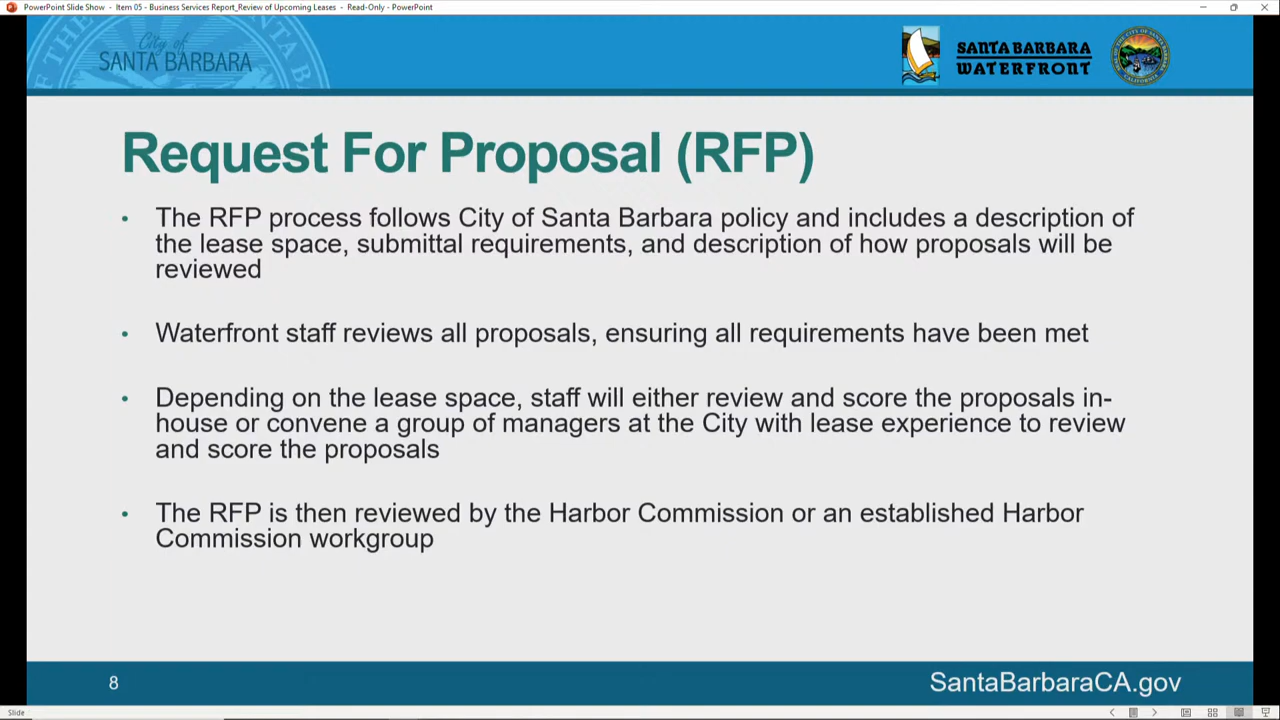 PowerPoint Slide Show - Item 05 - Business Services Report_Review of Upcoming Leases - Read-Only - PowerPoint
City of
SANTA BARBARA
SANTA BARBARA
WATERFRONT
Request For Proposal (RFP)
• The RFP process follows City of Santa Barbara policy and includes a description of
the lease space, submittal requirements, and description of how proposals will be
reviewed
• Waterfront staff reviews all proposals, ensuring all requirements have been met
• Depending on the lease space, staff will either review and score the proposals in-
house or convene a group of managers at the City with lease experience to review
and score the proposals
• The RFP is then reviewed by the Harbor Commission or an established Harbor
Commission workgroup
8
SantaBarbaraCA.gov
Slide